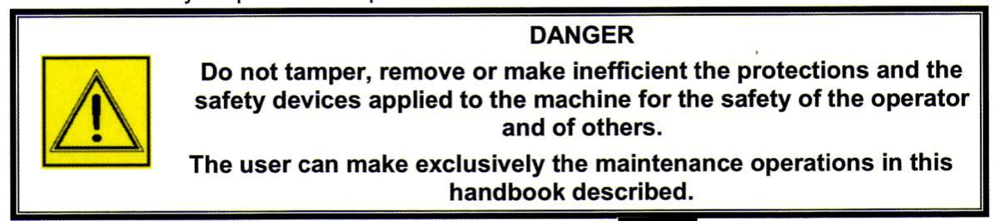 DANGER
Do not tamper, remove or make inefficient the protections and the
safety devices applied to the machine for the safety of the operator
and of others.
The user can make exclusively the maintenance operations in this
handbook described.